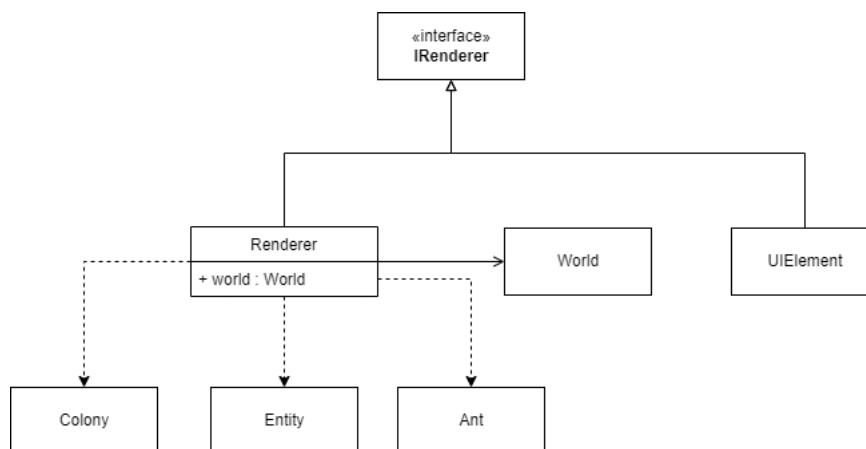 «interface»
IRenderer
Renderer
+ world : World
World
UIElement
Colony
Entity
Ant